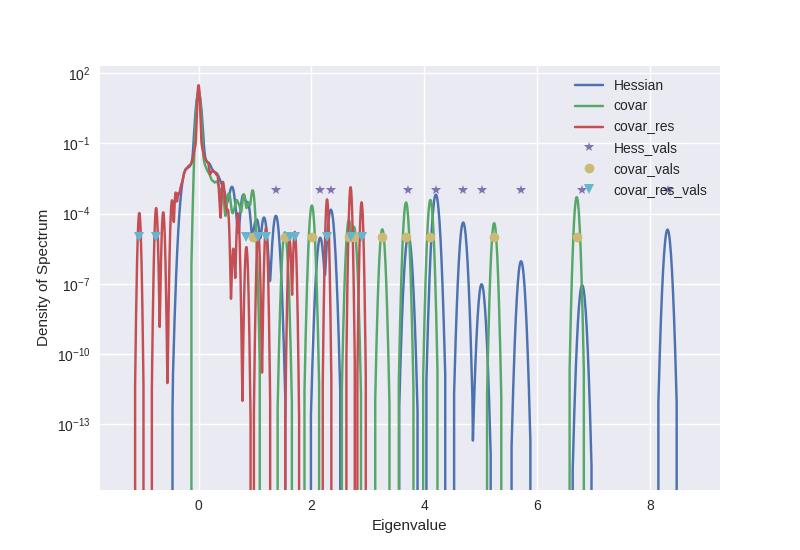 10^2
10^-1
10^-4
10^-7
10^-10
10^-13
Density of Spectrum
0 2 4 6 8
Eigenvalue
Hessian
covar
covar_res
Hess_vals
covar_vals
covar_res_vals